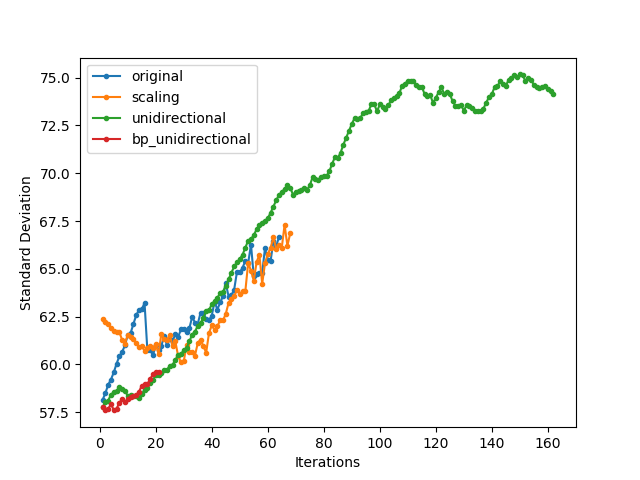 original
scaling
unidirectional
bp_unidirectional
75.0
72.5
70.0
67.5
65.0
62.5
60.0
57.5
Standard Deviation
0 20 40 60 80 100 120 140 160
Iterations